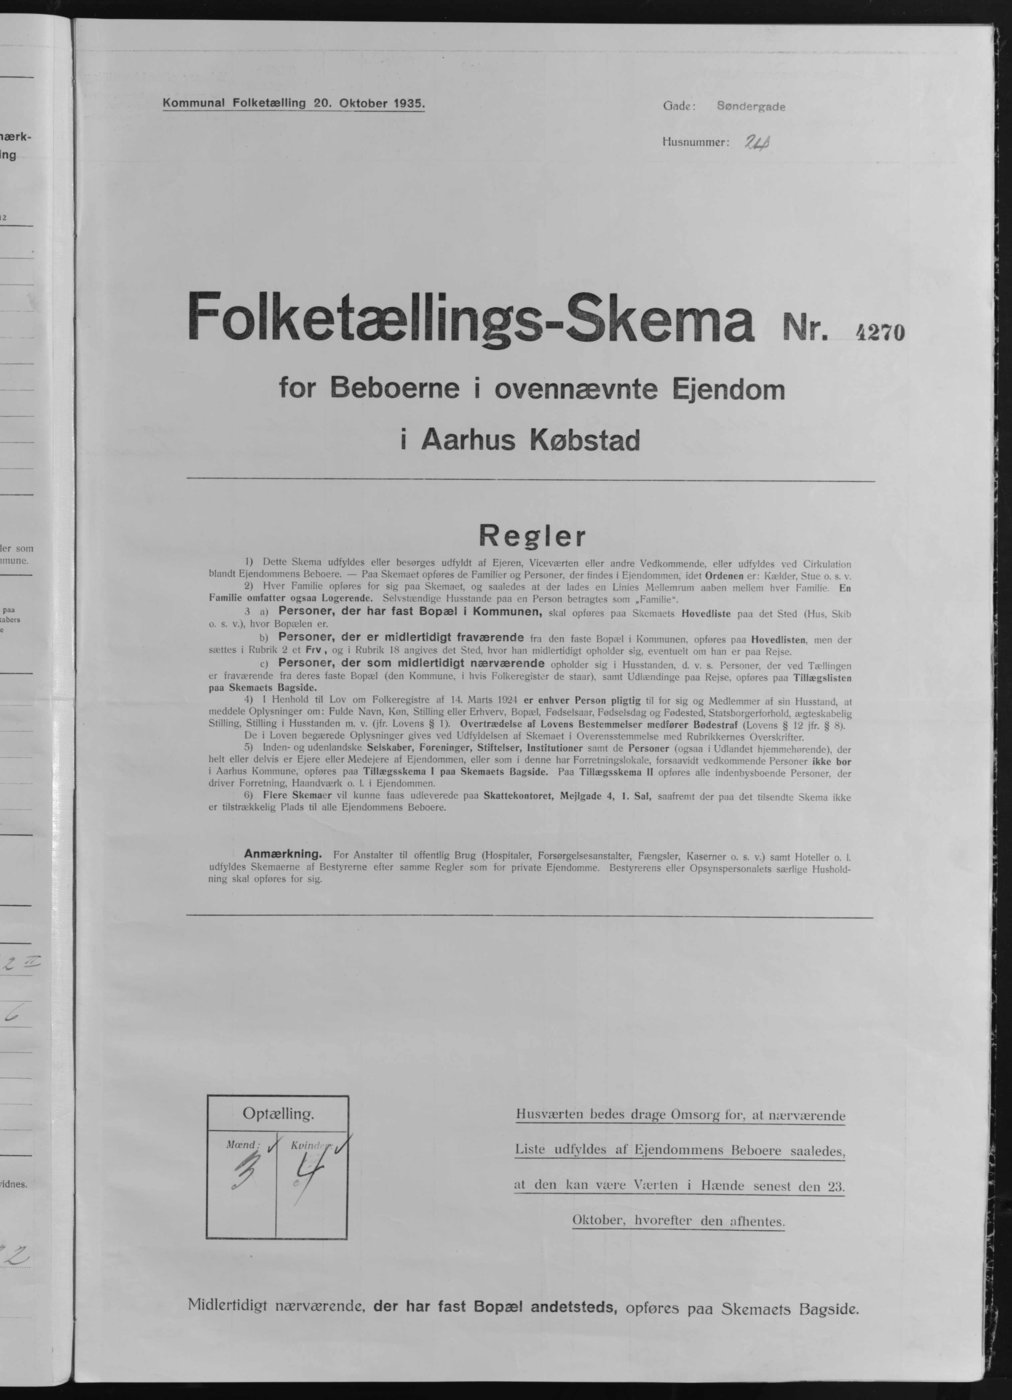 Kommunal Folketælling 20. Oktober 1935.
Gade: Søndergade
Husnummer:
Folketællings-Skema Nr. 4270
for Beboerne i ovennævnte Ejendom
i Aarhus Købstad
Regler
1) Dette Skema udfyldes eller besørges udfyldt af Ejeren, Viceværten eller andre Vedkommende, eller udfyldes ved Cirkulation
blandt Ejendommens Beboere. — Paa Skemaet opføres de Familier og Personer, der findes i Ejendommen, idet Ordenen er: Kælder, Stue o. s. v.
2) Hver Familie opføres for sig paa Skemaet, og saaledes at der lades en Linies Mellemrum aaben mellem hver Familie. En
Familie omfatter ogsaa Logerende. Selvstændige Husstande paa en Person betragtes som „Familie“.
3 a) Personer, der har fast Bopæl i Kommunen, skal opføres paa Skemaets Hovedliste paa det Sted (Hus, Skib
o. s. v.), hvor Bopælen er.
b) Personer, der er midlertidigt fraværende fra den faste Bopæl i Kommunen, opføres paa Hovedlisten, men der
sættes i Rubrik 2 et Frv., og i Rubrik 18 angives det Sted, hvor han midlertidigt opholder sig, eventuelt om han er paa Rejse.
c) Personer, der som midlertidigt nærværende opholder sig i Husstanden, d. v. s. Personer, der ved Tællingen
er fraværende fra deres faste Bopæl (den Kommune, i hvis Folkeregister de staar), samt Udlændinge paa Rejse, opføres paa Tillægslisten
paa Skemaets Bagside.
4) I Henhold til Lov om Folkeregistre af 14. Marts 1924 er enhver Person pligtig til for sig og Medlemmer af sin Husstand, at
meddele Oplysninger om: Fulde Navn, Køn, Stilling eller Erhverv, Bopæl, Fødselsaar, Fødselsdag og Fødested, Statsborgerforhold, ægteskabelig
Stilling, Stilling i Husstanden m. v. (jfr. Lovens § 1). Overtrædelse af Lovens Bestemmelser medfører Bødestraf (Lovens § 12 jfr. § 8).
De i Loven begærede Oplysninger gives ved Udfyldelsen af Skemaet i Overensstemmelse med Rubrikkernes Overskrifter.
5) Inden- og udenlandske Selskaber, Foreninger, Stiftelser, Institutioner samt de Personer (ogsaa i Udlandet hjemmehørende), der
helt eller delvis er Ejere eller Medejere af Ejendommen, eller som i denne har Forretningslokale, forsaavidt vedkommende Personer ikke bor
i Aarhus Kommune, opføres paa Tillægsskema I paa Skemaets Bagside. Paa Tillægsskema II opføres alle indenbysboende Personer, der
driver Forretning, Haandværk o. l. i Ejendommen.
6) Flere Skemaer vil kunne faas udleverede paa Skattekontoret, Mejlgade 4, 1. Sal, saafremt der paa det tilsendte Skema ikke
er tilstrækkelig Plads til alle Ejendommens Beboere.
Anmærkning. For Anstalter til offentlig Brug (Hospitaler, Forsørgelsesanstalter, Fængsler, Kaserner o. s. v.) samt Hoteller o. l.
udfyldes Skemaerne af Bestyrerne efter samme Regler som for private Ejendomme. Bestyrerens eller Opsynspersonalets særlige Hushold-
ning skal opføres for sig.
Optælling.
Mænd: Kvinder:
3 4
Husværten bedes drage Omsorg for, at nærværende
Liste udfyldes af Ejendommens Beboere saaledes,
at den kan være Værten i Hænde senest den 23.
Oktober, hvorefter den afhentes.
Midlertidigt nærværende, der har fast Bopæl andetsteds, opføres paa Skemaets Bagside.